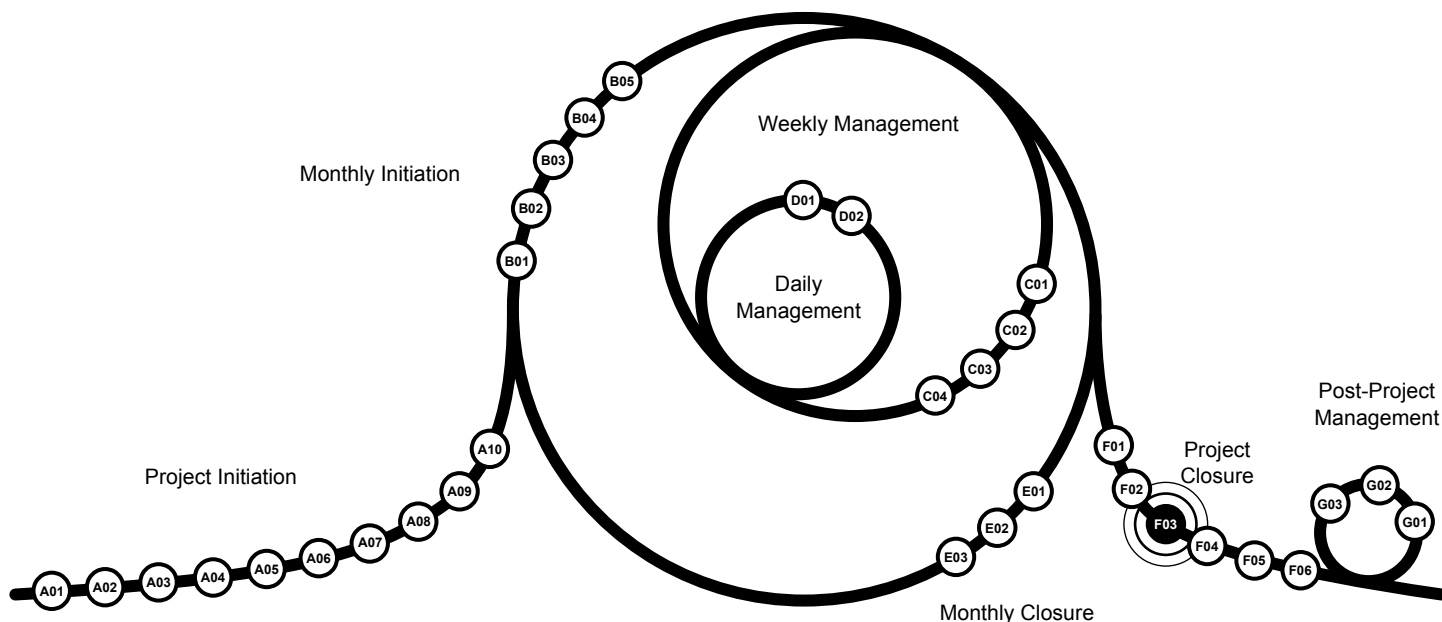 Project Initiation
A01
A02
A03
A04
A05
A06
A07
A08
A09
A10
Monthly Initiation
B01
B02
B03
B04
B05
Weekly Management
C01
C02
C03
C04
Daily
Management
D01
D02
Monthly Closure
E01
E02
E03
Project
Closure
F01
F02
F03
F04
F05
F06
Post-Project
Management
G01
G02
G03